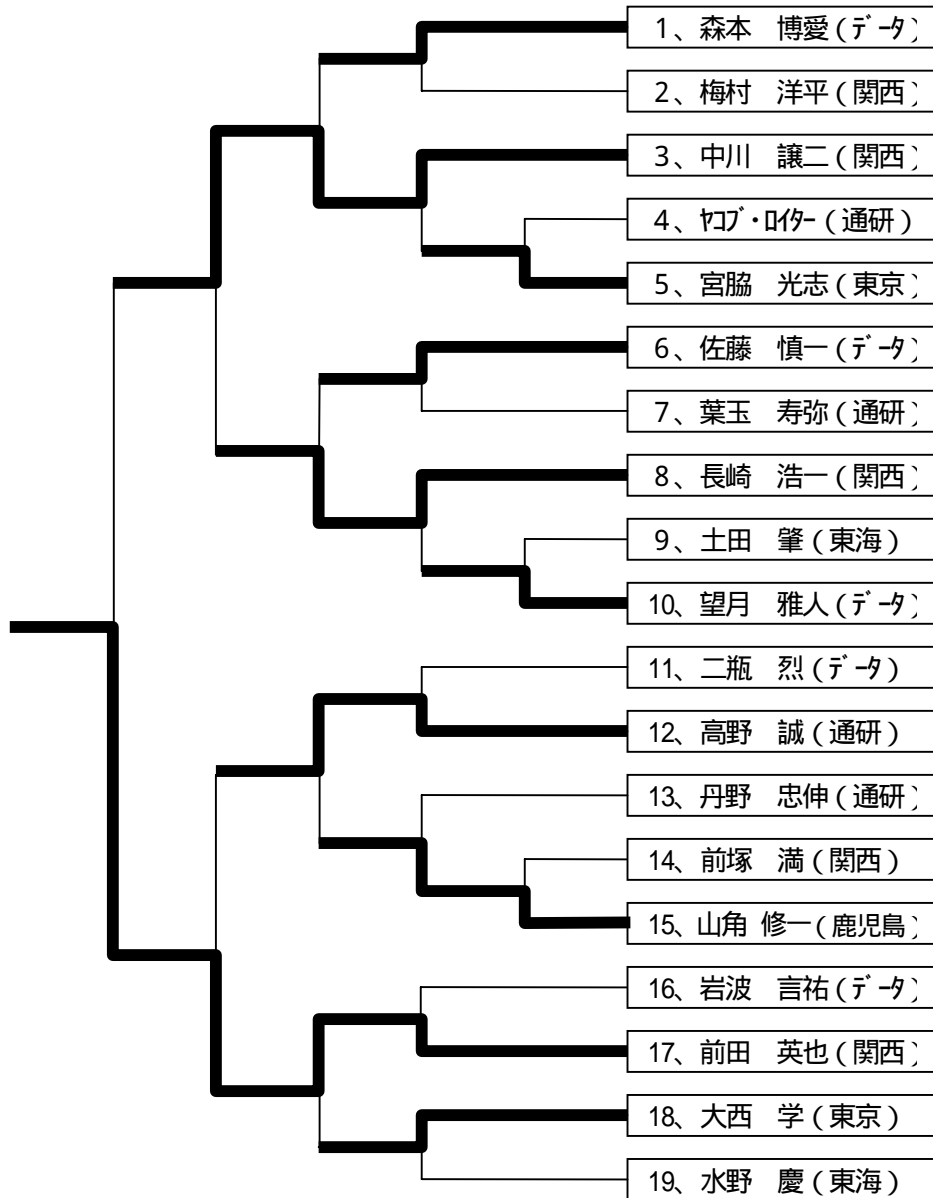 1、森本　博愛(ﾃﾞｰﾀ)
2、梅村　洋平(関西)
3、中川　譲二(関西)
4、ﾔｺﾌﾞ・ﾛｲﾀｰ(通研)
5、宮脇　光志(東京)
6、佐藤　慎一(ﾃﾞｰﾀ)
7、葉玉　寿弥(通研)
8、長崎　浩一(関西)
9、土田　肇(東海)
10、望月　雅人(ﾃﾞｰﾀ)
11、二瓶　烈(ﾃﾞｰﾀ)
12、高野　誠(通研)
13、丹野　忠伸(通研)
14、前塚　満(関西)
15、山角 修一(鹿児島)
16、岩波　言祐(ﾃﾞｰﾀ)
17、前田　英也(関西)
18、大西　学(東京)
19、水野　慶(東海)